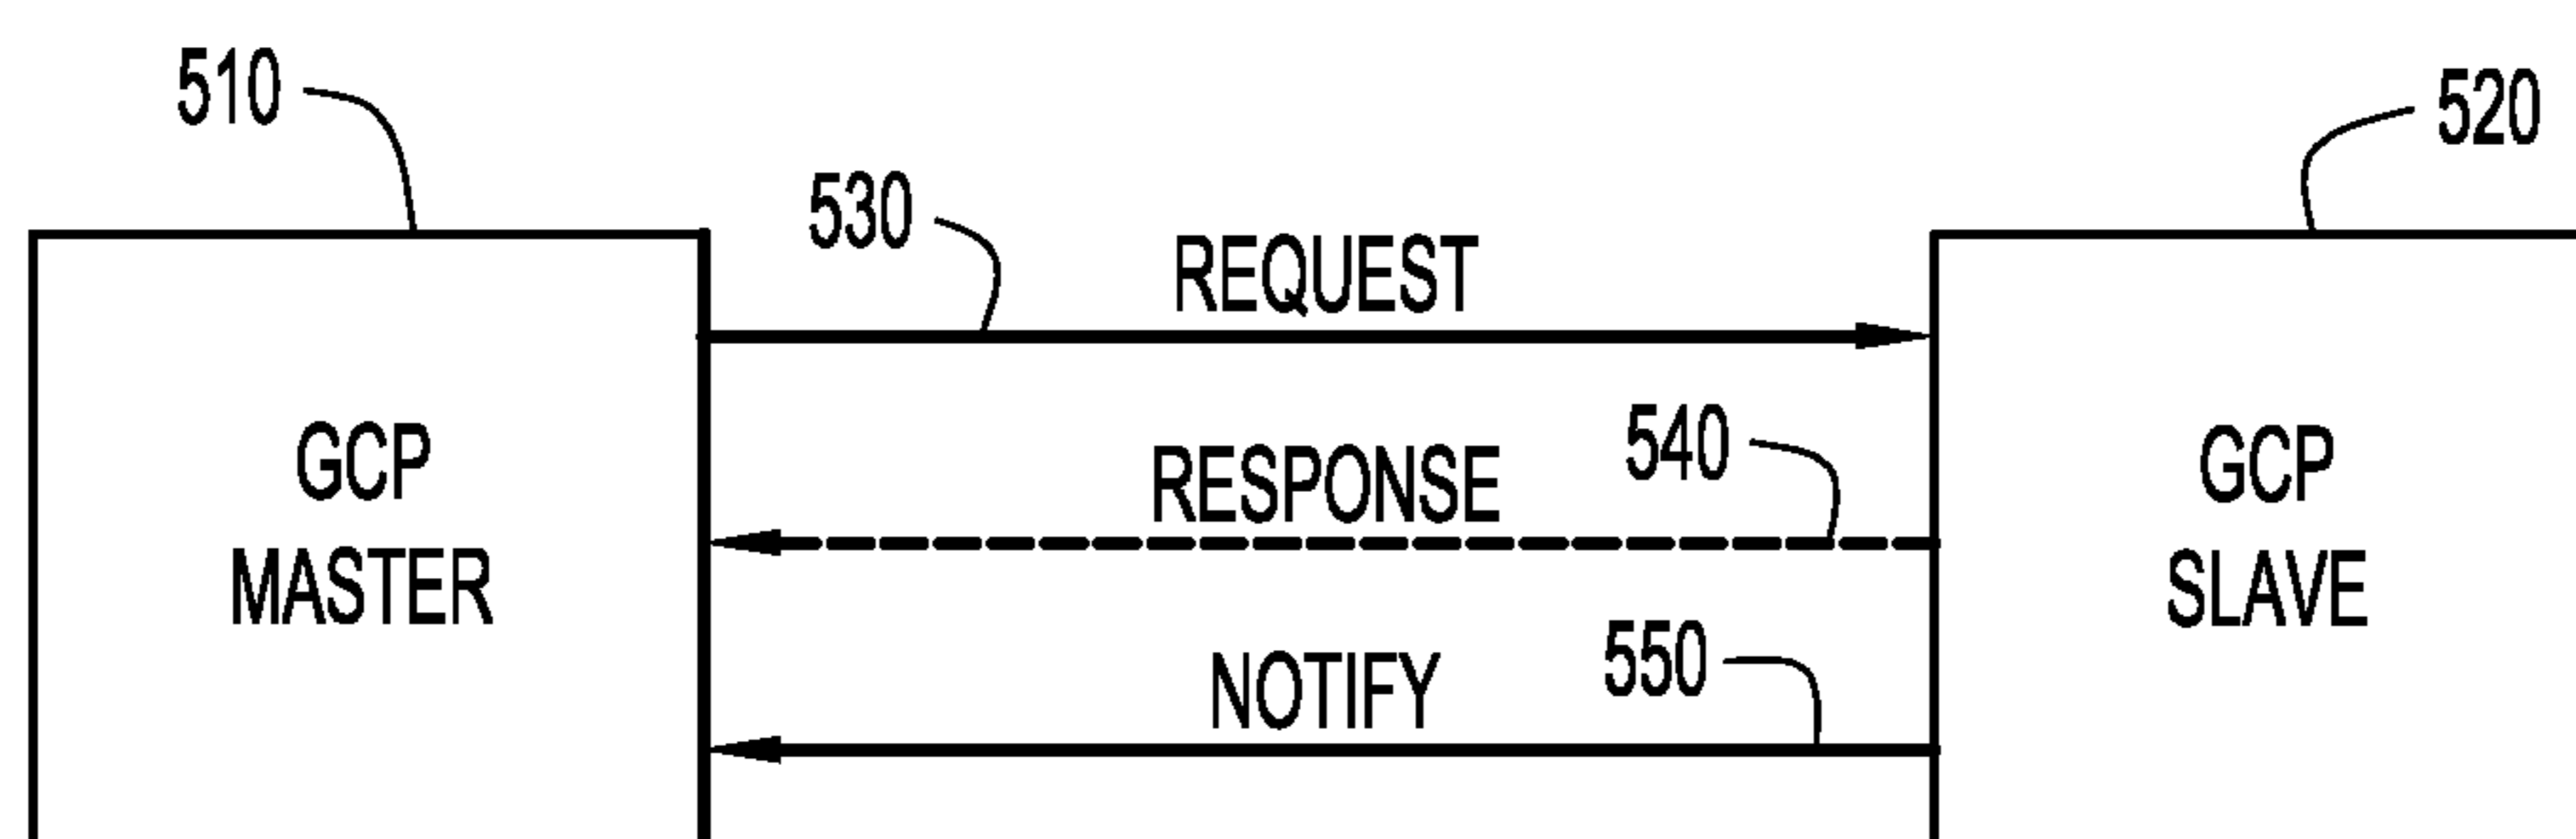 510
520
530
REQUEST
RESPONSE
540
GCP
MASTER
GCP
SLAVE
NOTIFY
550